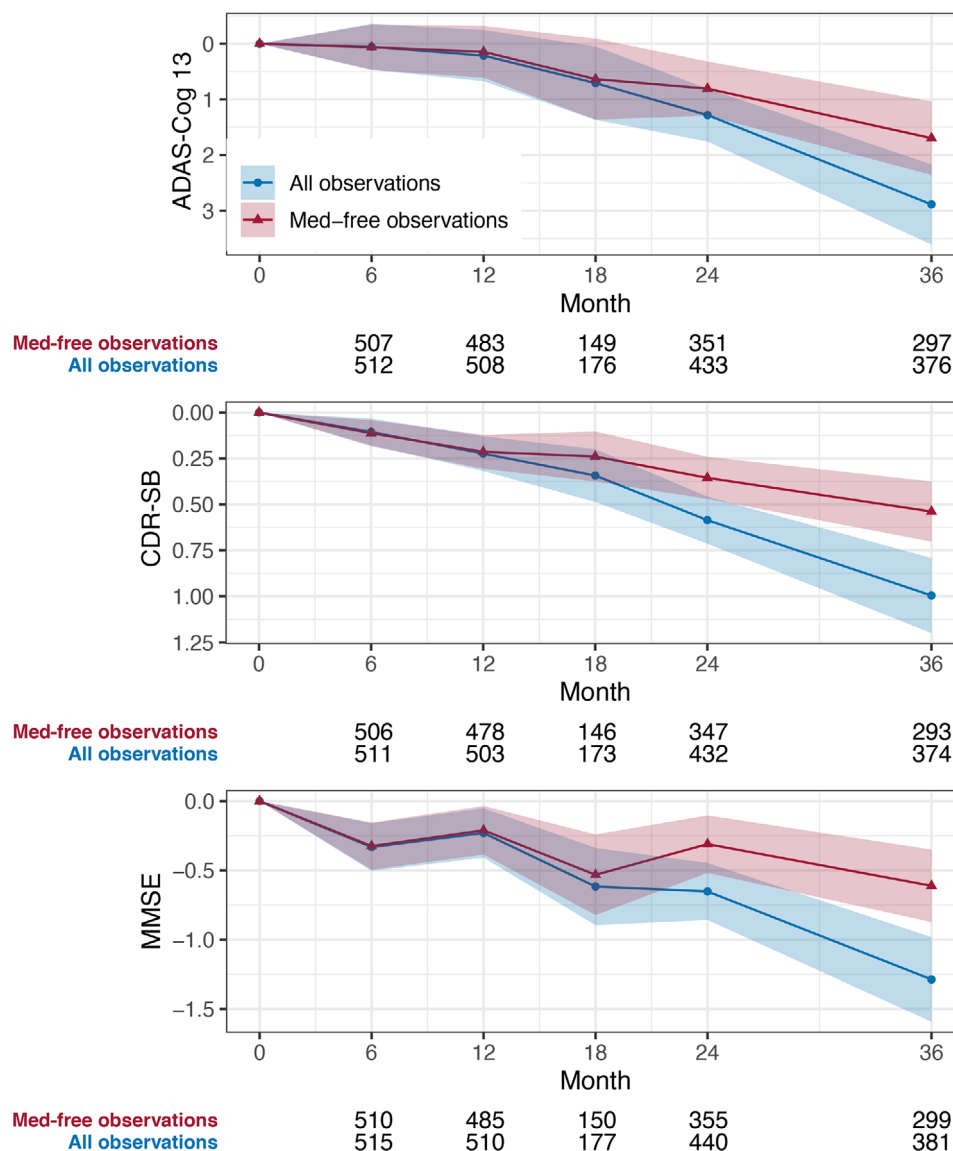 ADAS-Cog 13
0
1
2
3
All observations
Med−free observations
0 6 12 18 24 36
Month
Med-free observations 507 483 149 351 297
All observations 512 508 176 433 376
CDR-SB
0.00
0.25
0.50
0.75
1.00
1.25
0 6 12 18 24 36
Month
Med-free observations 506 478 146 347 293
All observations 511 503 173 432 374
MMSE
0.0
−0.5
−1.0
−1.5
0 6 12 18 24 36
Month
Med-free observations 510 485 150 355 299
All observations 515 510 177 440 381